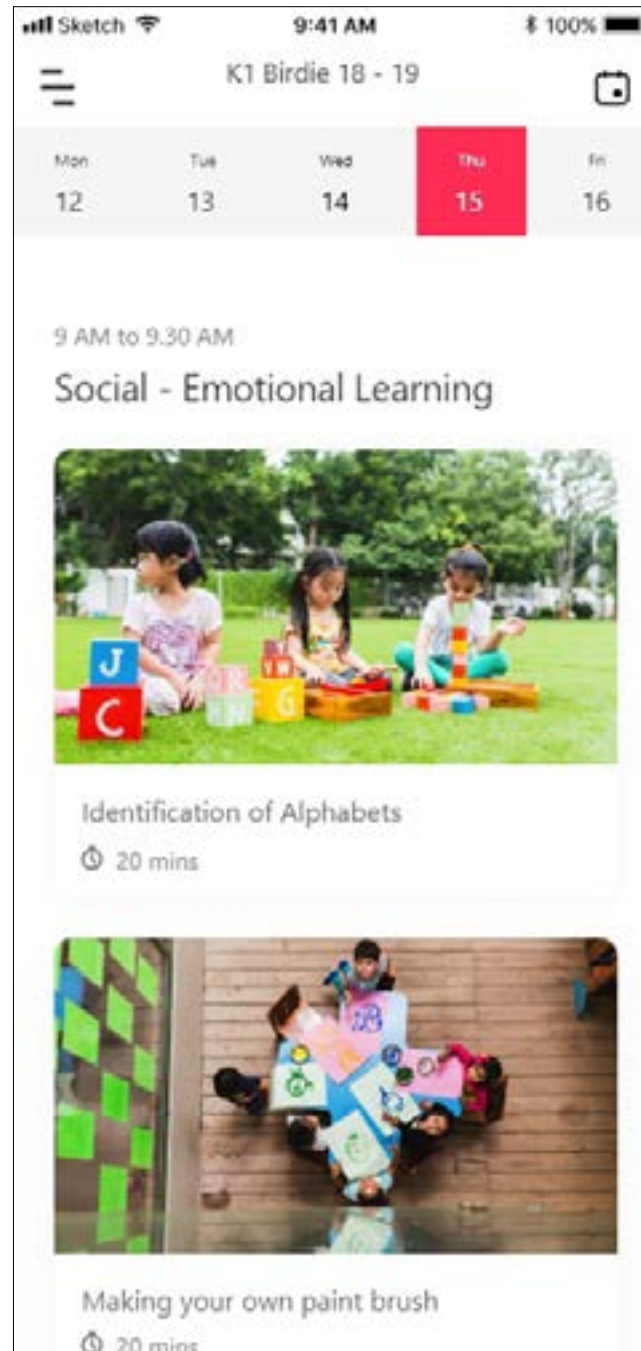 Sketch 9:41 AM 100%
K1 Birdie 18 - 19
Mon Tue Wed Thu Fri
12 13 14 15 16
9 AM to 9.30 AM
Social - Emotional Learning
J
C
G
Identification of Alphabets
20 mins
Making your own paint brush
20 mins